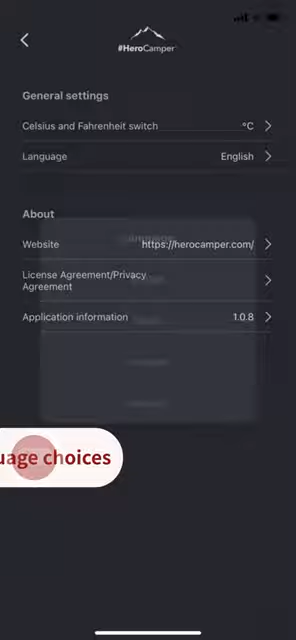 #HeroCamper
General settings
Celsius and Fahrenheit switch °C
Language English
About
Website https://herocamper.com/
License Agreement/Privacy
Agreement
Application information 1.0.8
uage choices